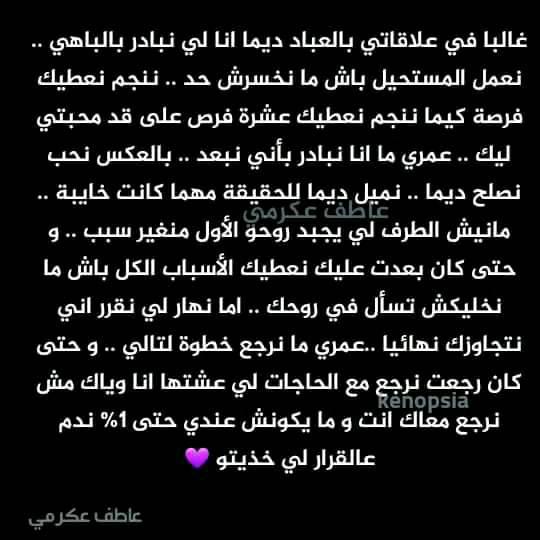 غالبا في علاقاتي بالعباد ديما انا لي نبادر بالباهي ..
نعمل المستحيل باش ما نخسرش حد .. ننجم نعطيك
فرصة كيما ننجم نعطيك عشرة فرص على قد محبتي
ليك .. عمري ما انا نبادر بأني نبعد .. بالعكس نحب
نصلح ديما .. نميل ديما للحقيقة مهما كانت خايبة ..
عاطف عكرمي
مانيش الطرف لي يجبد روحو الأول منغير سبب .. و
حتى كان بعدت عليك نعطيك الأسباب الكل باش ما
نخليكش تسأل في روحك .. اما نهار لي نقرر اني
نتجاوزك نهائيا ..عمري ما نرجع خطوة لتالي .. و حتى
كان رجعت نرجع مع الحاجات لي عشتها انا وياك مش
kenopsia
نرجع معاك انت و ما يكونش عندي حتى 1% ندم
عالقرار لي خذيتو 💜
عاطف عكرمي